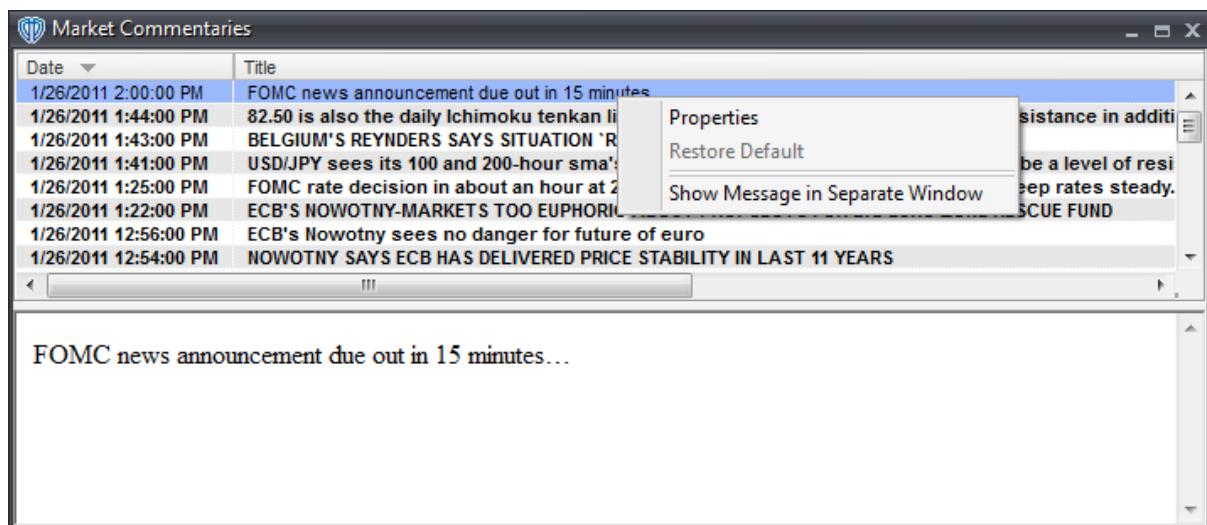 Market Commentaries
Date Title
1/26/2011 2:00:00 PM FOMC news announcement due out in 15 minutes
1/26/2011 1:44:00 PM 82.50 is also the daily Ichimoku tenkan li sistance in additi
1/26/2011 1:43:00 PM BELGIUM'S REYNDERS SAYS SITUATION `R
1/26/2011 1:41:00 PM USD/JPY sees its 100 and 200-hour sma' be a level of resi
1/26/2011 1:25:00 PM FOMC rate decision in about an hour at 2 eep rates steady.
1/26/2011 1:22:00 PM ECB'S NOWOTNY-MARKETS TOO EUPHORIC SCUE FUND
1/26/2011 12:56:00 PM ECB's Nowotny sees no danger for future of euro
1/26/2011 12:54:00 PM NOWOTNY SAYS ECB HAS DELIVERED PRICE STABILITY IN LAST 11 YEARS
Properties
Restore Default
Show Message in Separate Window
FOMC news announcement due out in 15 minutes…